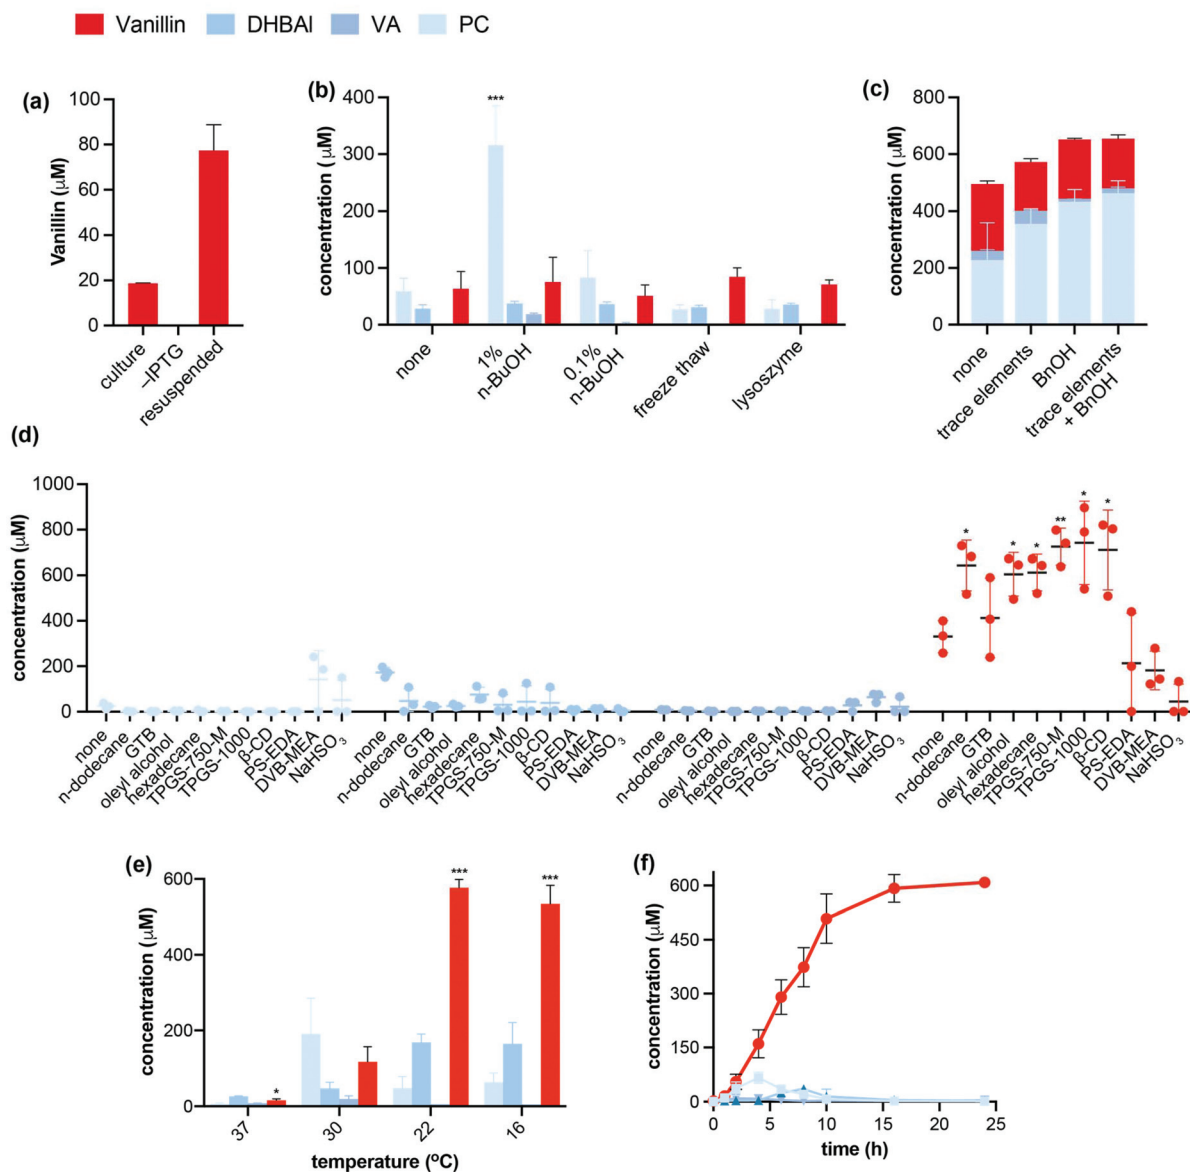 Vanillin DHBAl VA PC
(a)
Vanillin (μM)
100
80
60
40
20
0
culture
–IPTG
resuspended
(b)
concentration (μM)
400
300
200
100
0
***
none
1%
n-BuOH
0.1%
n-BuOH
freeze thaw
lysoszyme
(c)
concentration (μM)
800
600
400
200
0
none
trace elements
BnOH
trace elements
+ BnOH
(d)
concentration (μM)
1000
800
600
400
200
0
* * * ** * *
none
n-dodecane
GTB
oleyl alcohol
hexadecane
TPGS-750-M
TPGS-1000
β-CD
PS-EDA
DVB-MEA
NaHSO3
none
n-dodecane
GTB
oleyl alcohol
hexadecane
TPGS-750-M
TPGS-1000
β-CD
PS-EDA
DVB-MEA
NaHSO3
none
n-dodecane
GTB
oleyl alcohol
hexadecane
TPGS-750-M
TPGS-1000
β-CD
PS-EDA
DVB-MEA
NaHSO3
none
n-dodecane
GTB
oleyl alcohol
hexadecane
TPGS-750-M
TPGS-1000
β-CD
PS-EDA
DVB-MEA
NaHSO3
(e)
concentration (μM)
600
400
200
0
* *** ***
37
30
22
16
temperature (ºC)
(f)
concentration (μM)
600
450
300
150
0
0 5 10 15 20 25
time (h)